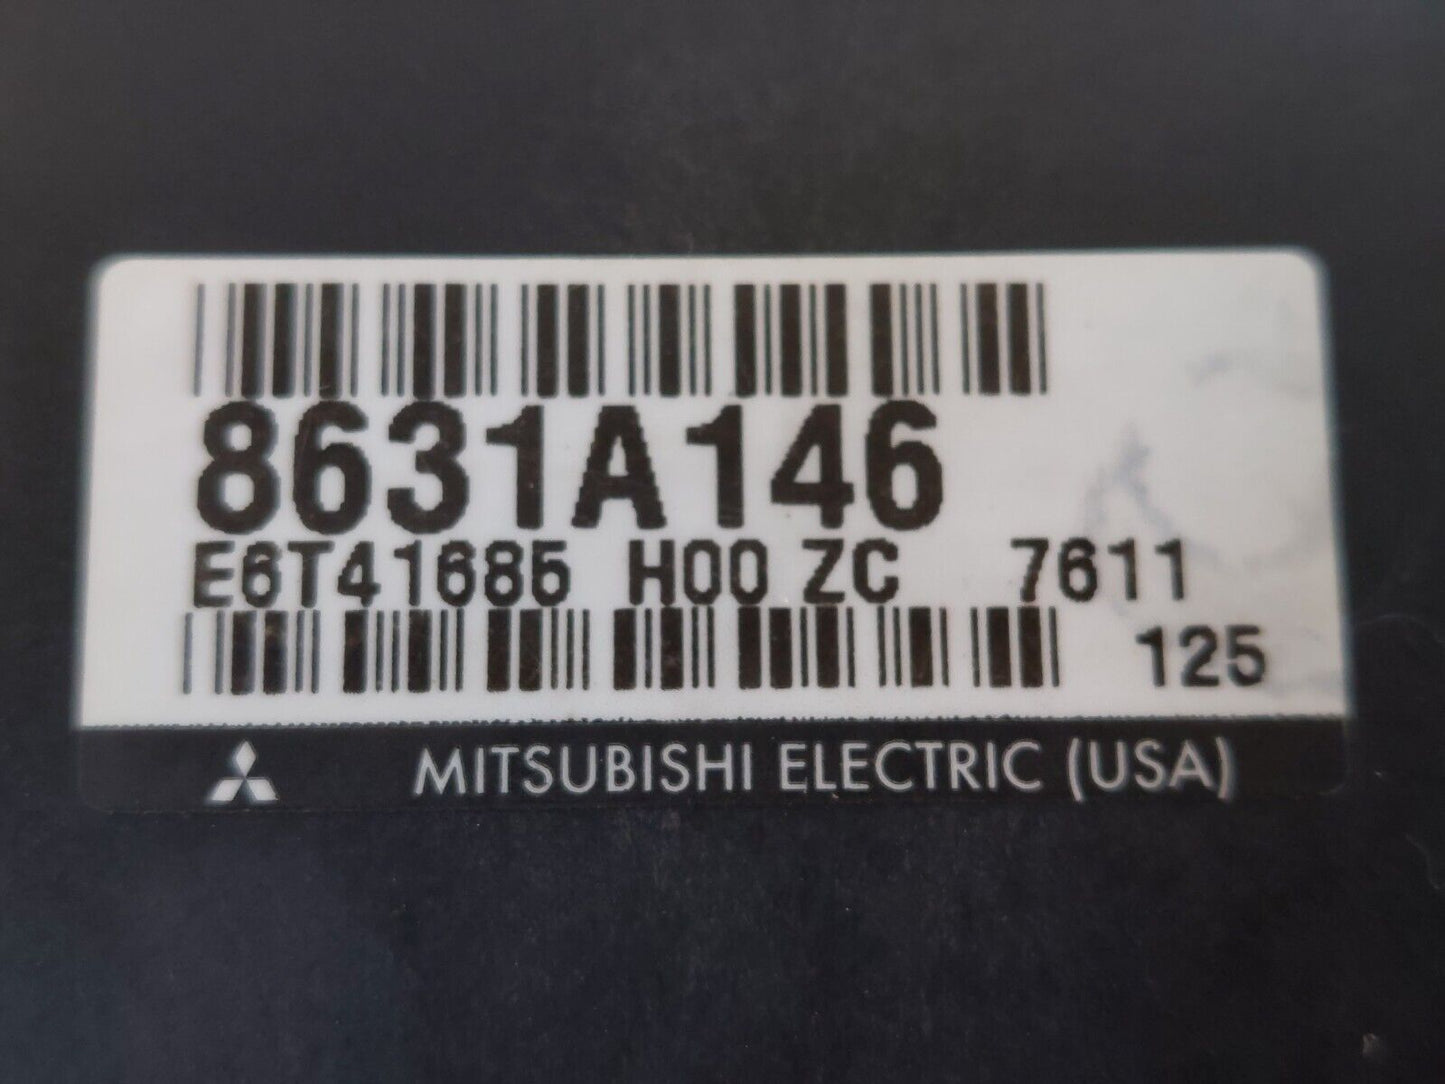 8631A146
E6T41685 H00 ZC 7611
125
MITSUBISHI ELECTRIC (USA)